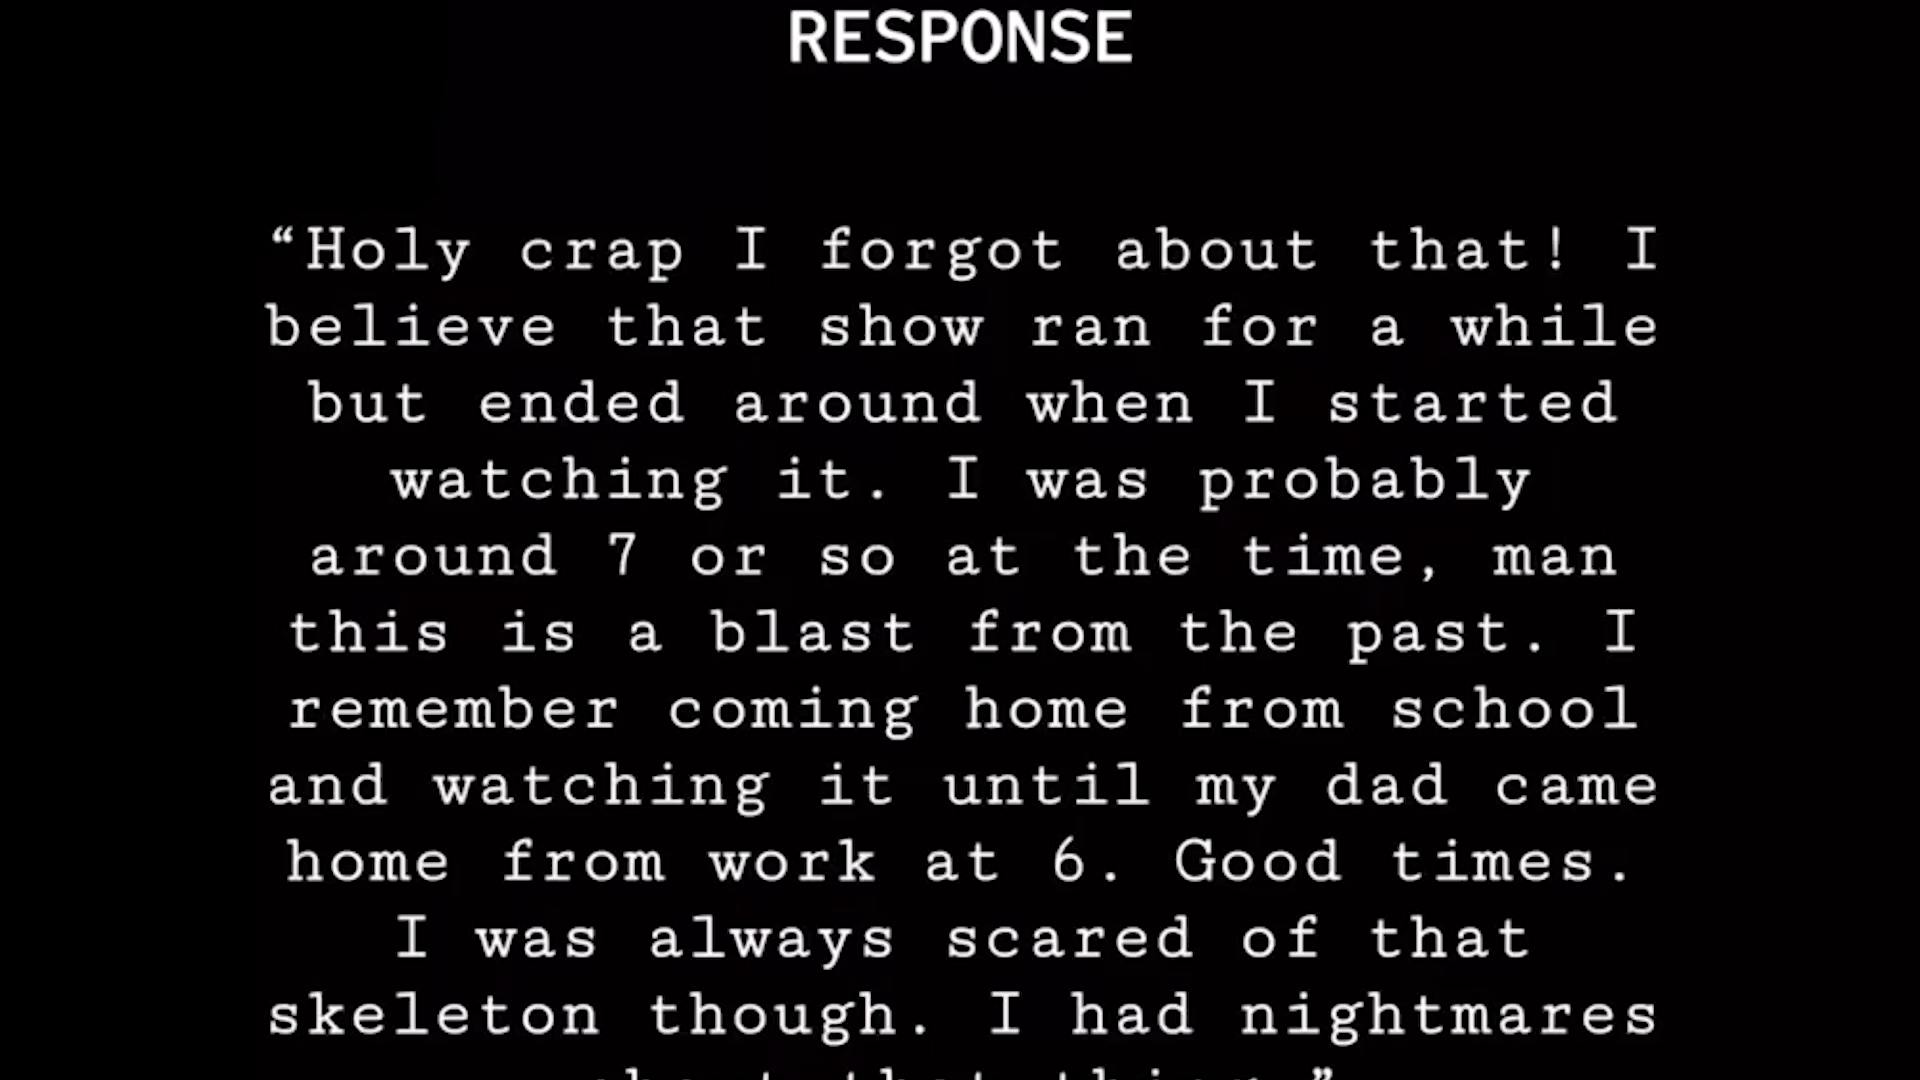 RESPONSE
“Holy crap I forgot about that! I
believe that show ran for a while
but ended around when I started
watching it. I was probably
around 7 or so at the time, man
this is a blast from the past. I
remember coming home from school
and watching it until my dad came
home from work at 6. Good times.
I was always scared of that
skeleton though. I had nightmares
about that thing.”